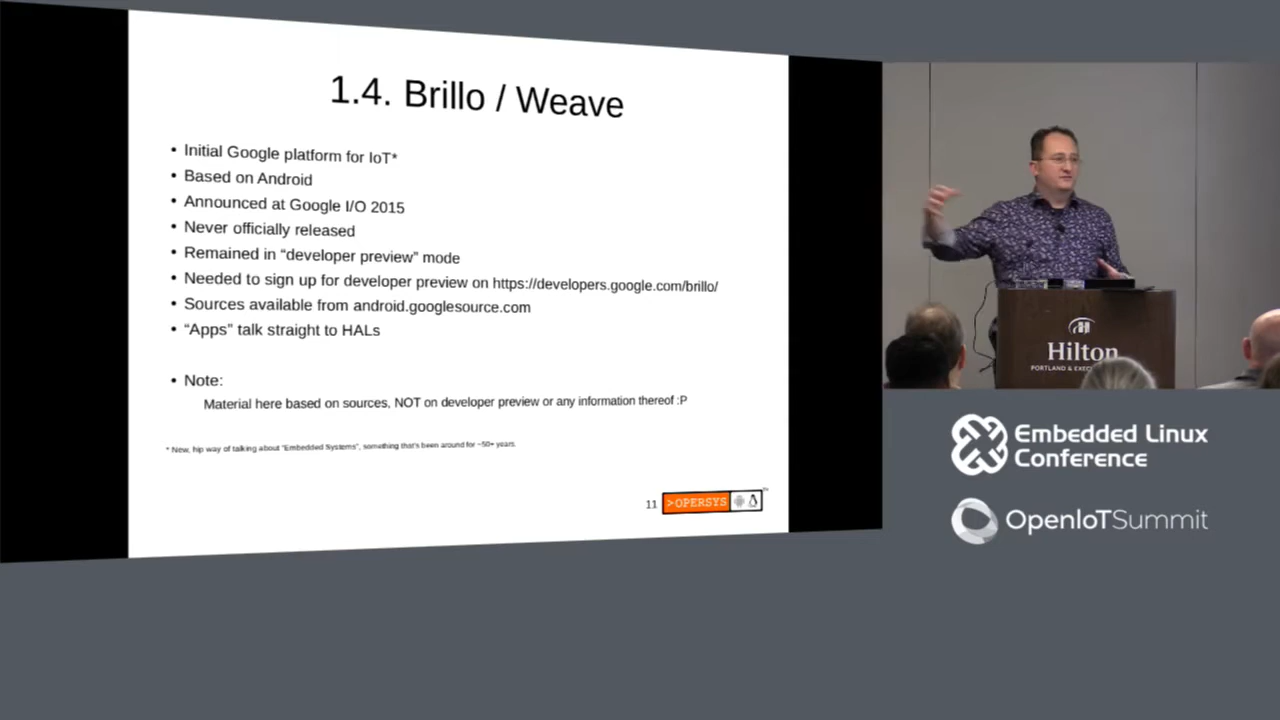 1.4. Brillo / Weave
• Initial Google platform for IoT*
• Based on Android
• Announced at Google I/O 2015
• Never officially released
• Remained in “developer preview” mode
• Needed to sign up for developer preview on https://developers.google.com/brillo/
• Sources available from android.googlesource.com
• “Apps” talk straight to HALs
• Note:
Material here based on sources, NOT on developer preview or any information thereof :P
* New, hip way of talking about "Embedded Systems", something that's been around for ~50+ years.
11 >OPERSYS
Hilton
PORTLAND &
Embedded Linux
Conference
OpenIoTSummit